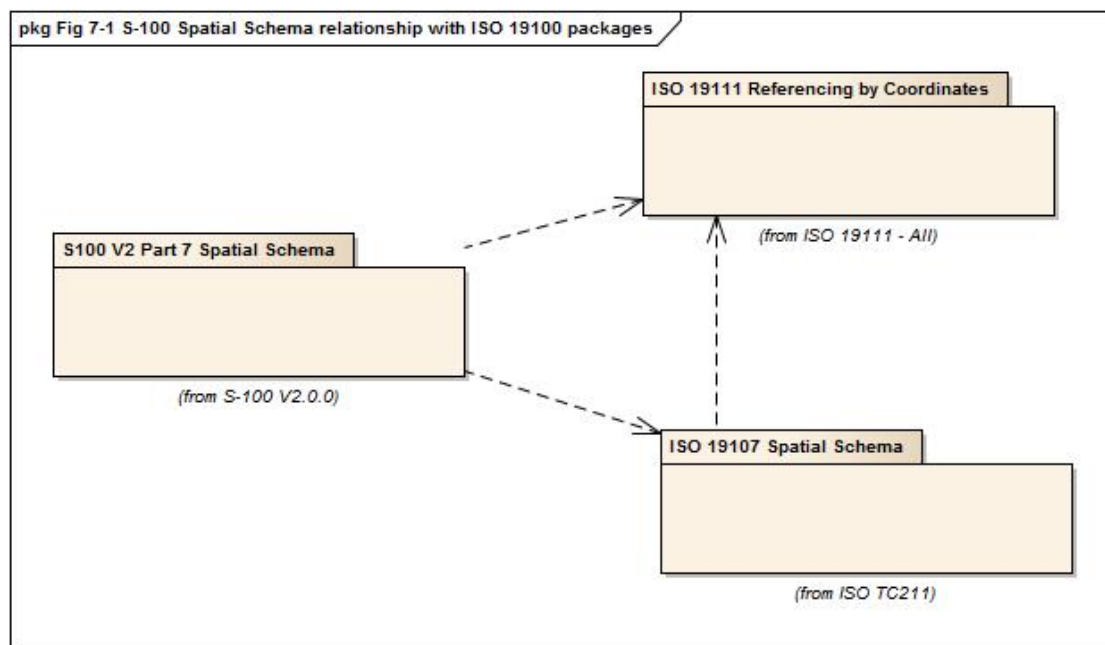 pkg Fig 7-1 S-100 Spatial Schema relationship with ISO 19100 packages
ISO 19111 Referencing by Coordinates
(from ISO 19111 - All)
S100 V2 Part 7 Spatial Schema
(from S-100 V2.0.0)
ISO 19107 Spatial Schema
(from ISO TC211)